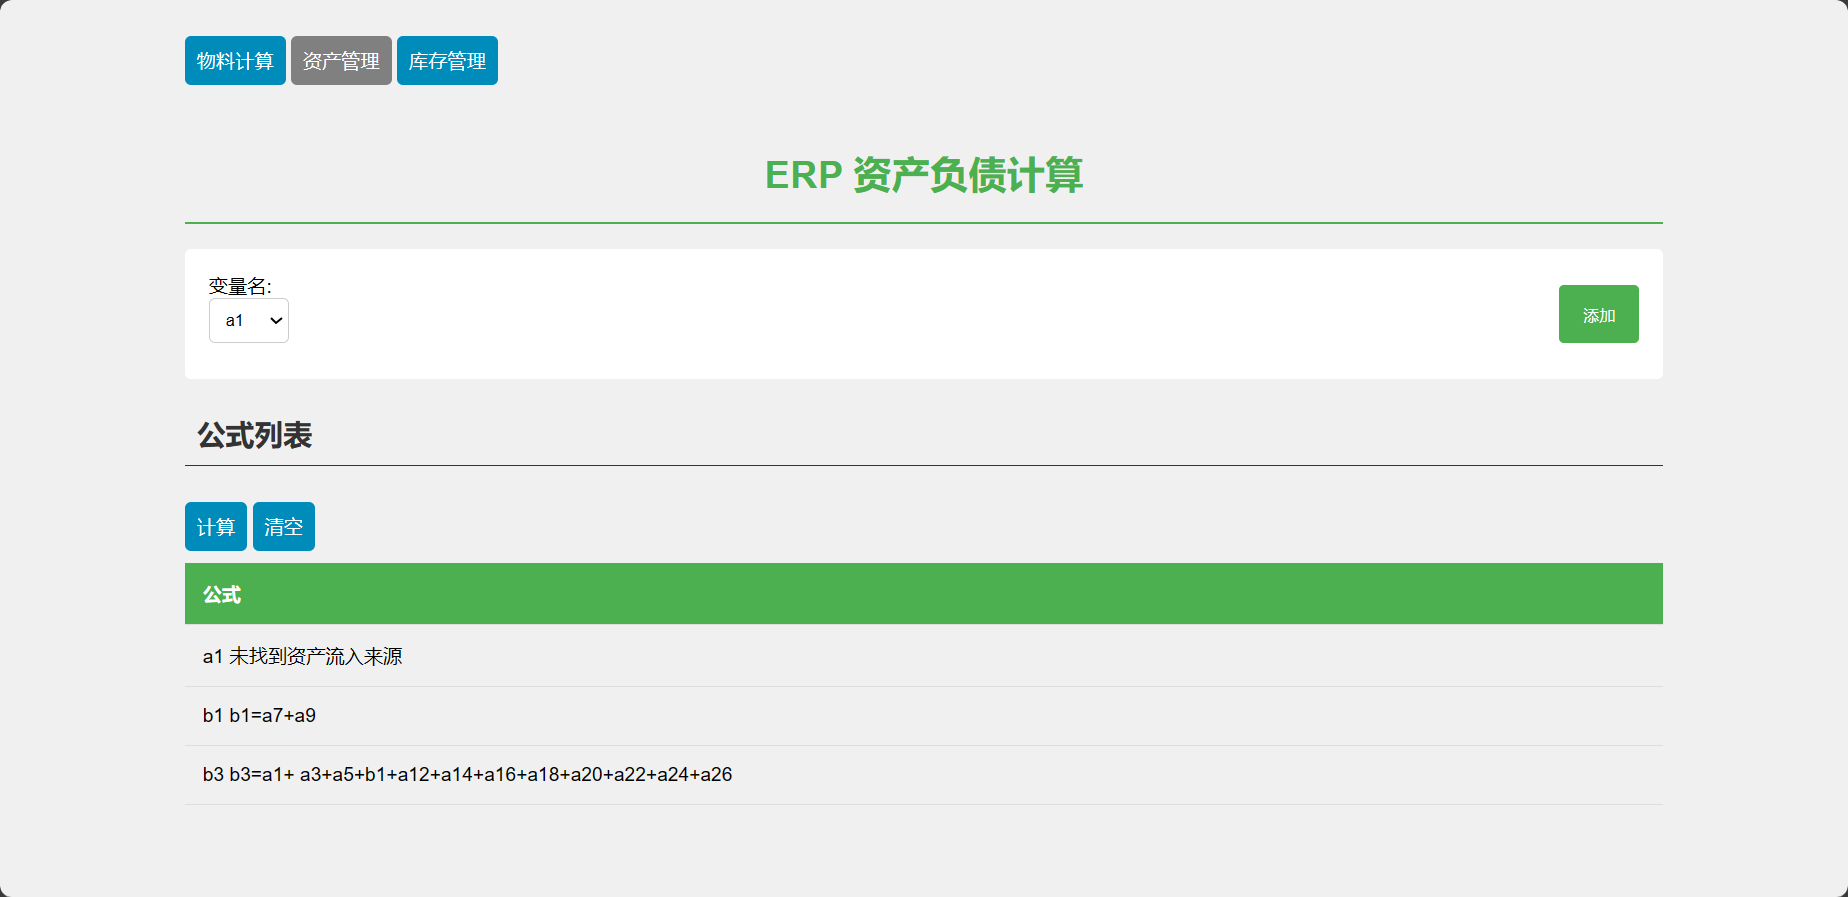 物料计算 资产管理 库存管理
ERP 资产负债计算
变量名:
a1
添加
公式列表
计算 清空
公式
a1 未找到资产流入来源
b1 b1=a7+a9
b3 b3=a1+ a3+a5+b1+a12+a14+a16+a18+a20+a22+a24+a26